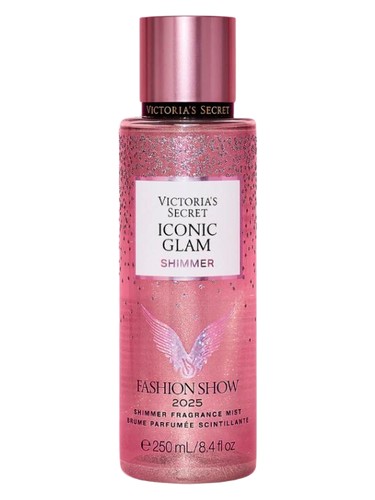 VICTORIA'S SECRET
VICTORIA'S
SECRET
ICONIC
GLAM
SHIMMER
VS
FASHION SHOW
2025
SHIMMER FRAGRANCE MIST
BRUME PARFUMÉE SCINTILLANTE
℮ 250 mL/8.4 fl oz